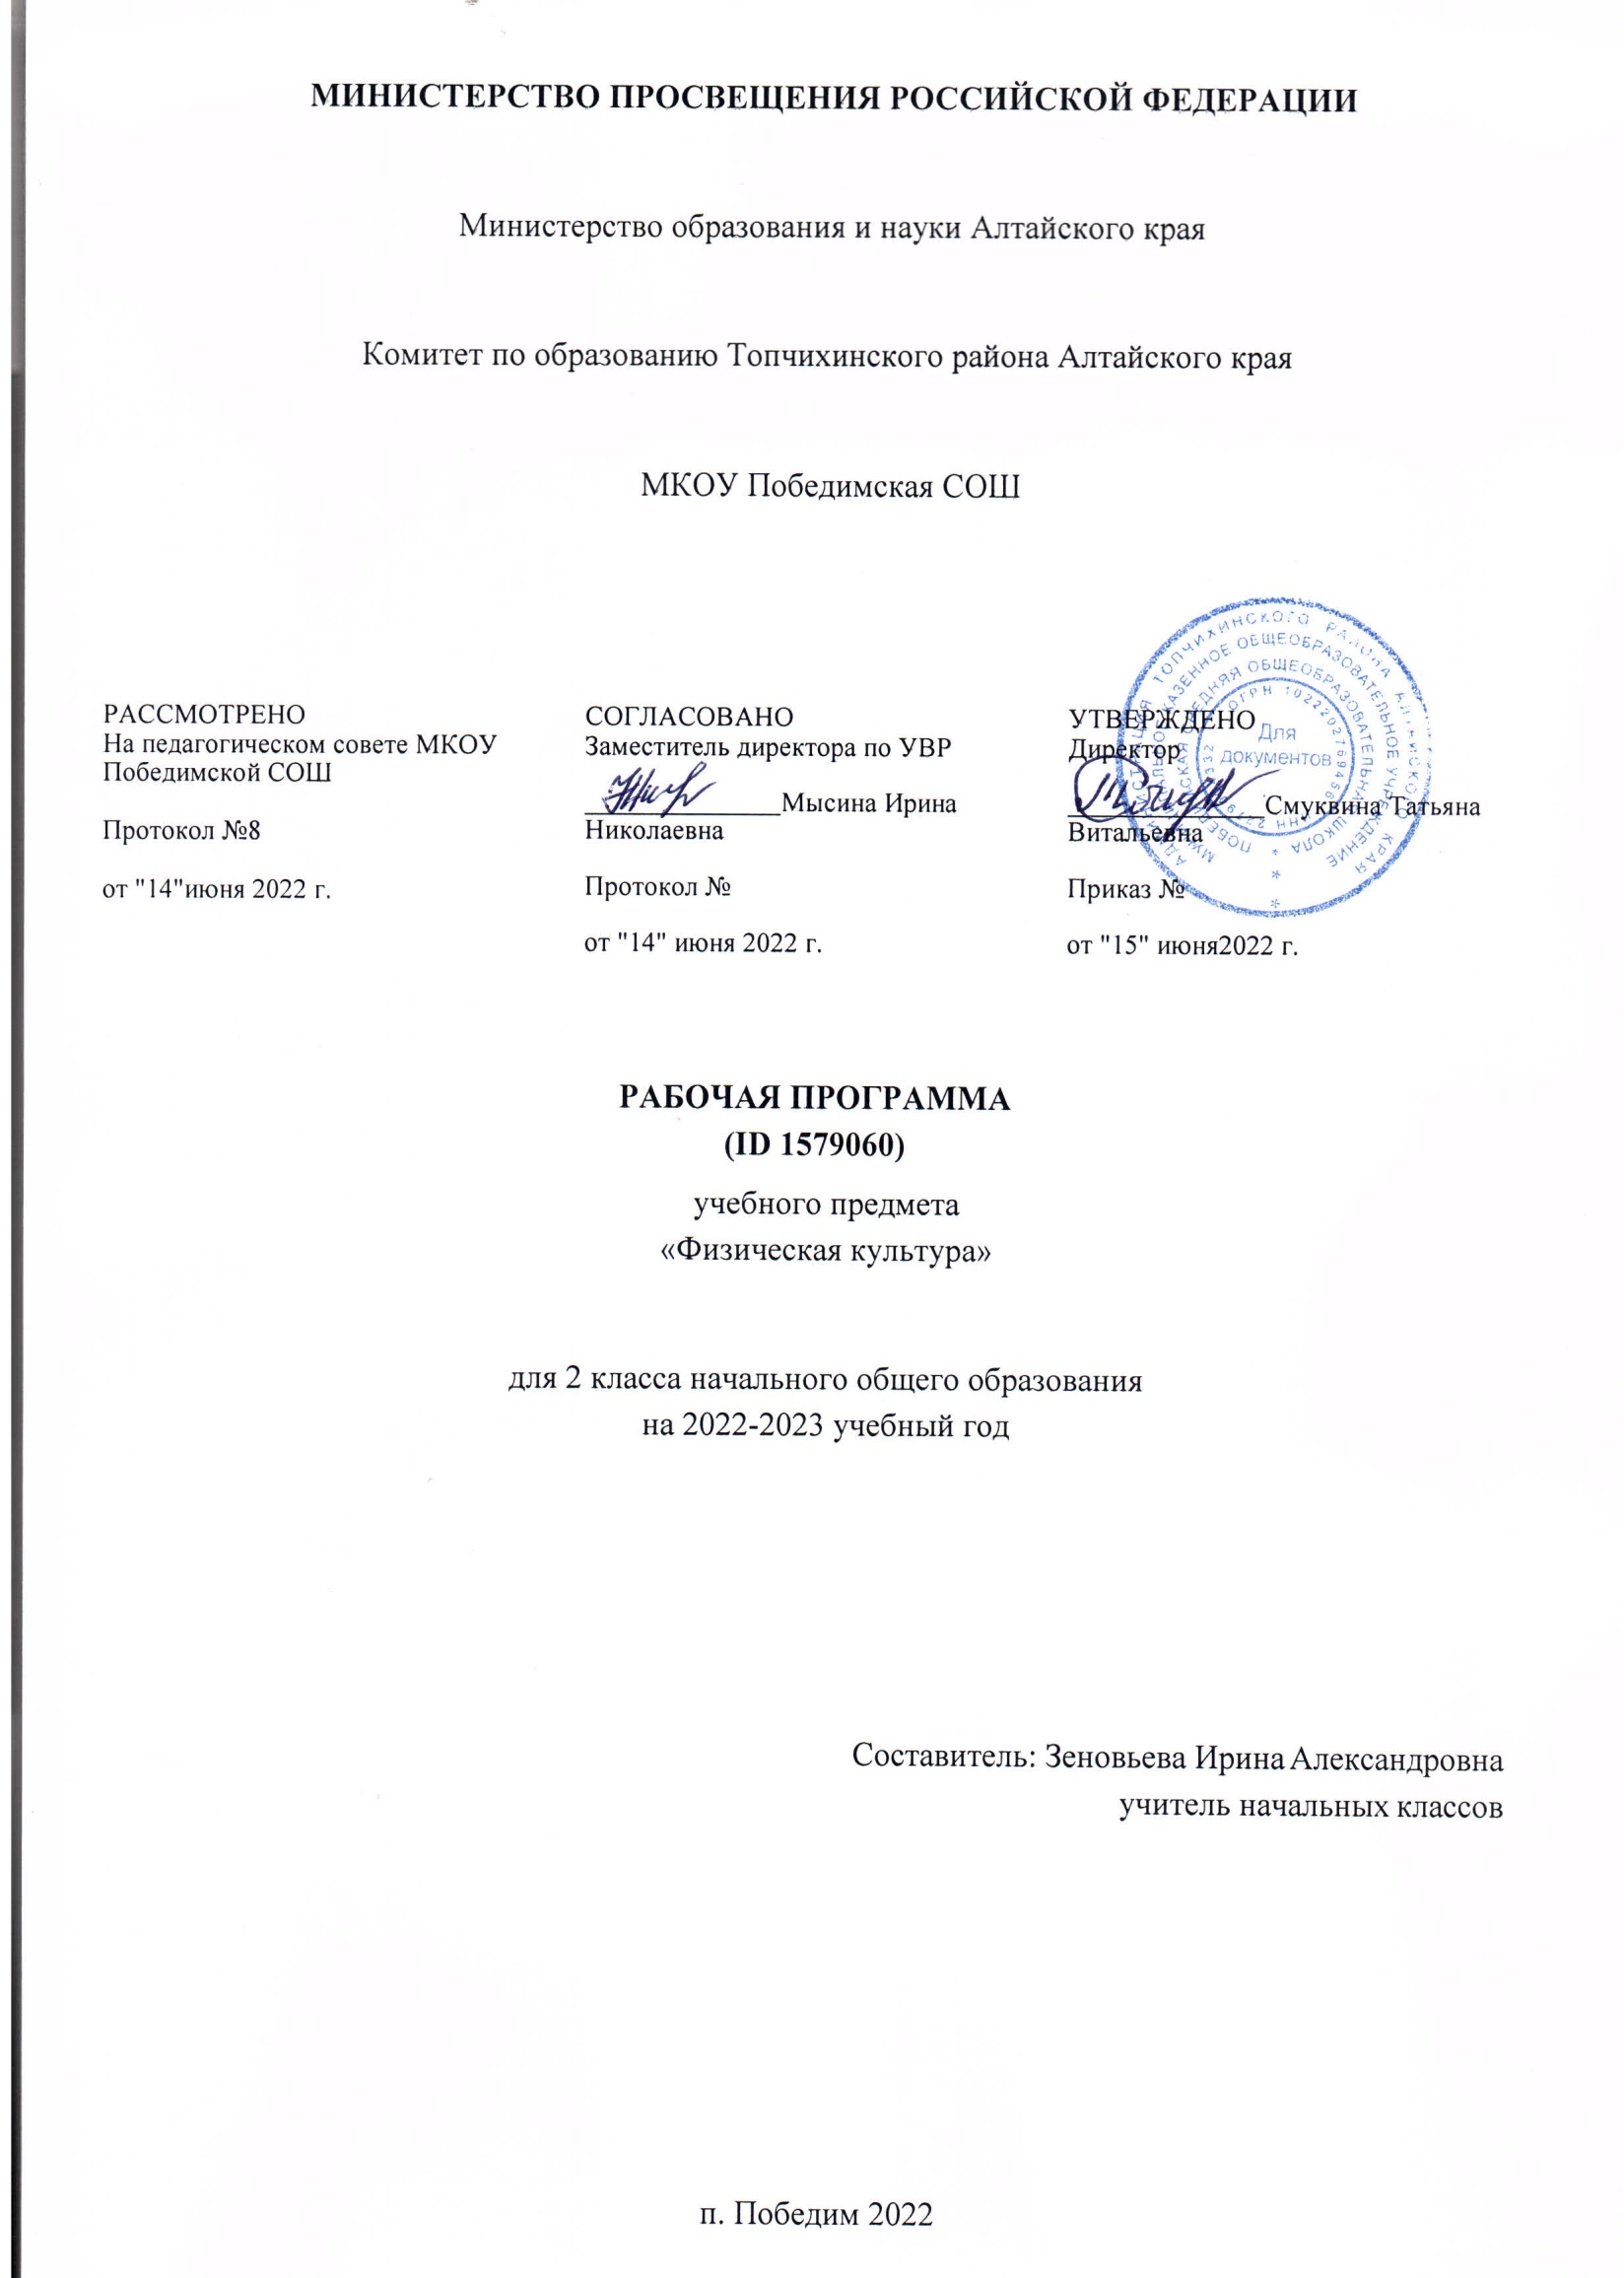 МИНИСТЕРСТВО ПРОСВЕЩЕНИЯ РОССИЙСКОЙ ФЕДЕРАЦИИ
Министерство образования и науки Алтайского края
Комитет по образованию Топчихинского района Алтайского края
МКОУ Победимская СОШ
РАССМОТРЕНО
На педагогическом совете МКОУ
Победимской СОШ
Протокол №8
от "14"июня 2022 г.
СОГЛАСОВАНО
Заместитель директора по УВР
Мысина Ирина
Николаевна
Протокол №
от "14" июня 2022 г.
УТВЕРЖДЕНО
Директор
Смуквина Татьяна
Витальевна
Приказ №
от "15" июня2022 г.
Для
документов
РАБОЧАЯ ПРОГРАММА
(ID 1579060)
учебного предмета
«Физическая культура»
для 2 класса начального общего образования
на 2022-2023 учебный год
Составитель: Зеновьева Ирина Александровна
учитель начальных классов
п. Победим 2022